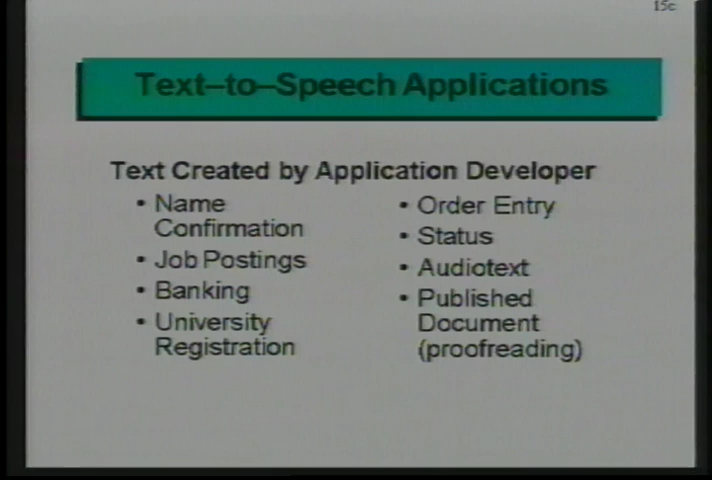 15c
Text–to–Speech Applications
Text Created by Application Developer
• Name
Confirmation
• Job Postings
• Banking
• University
Registration
• Order Entry
• Status
• Audiotext
• Published
Document
(proofreading)